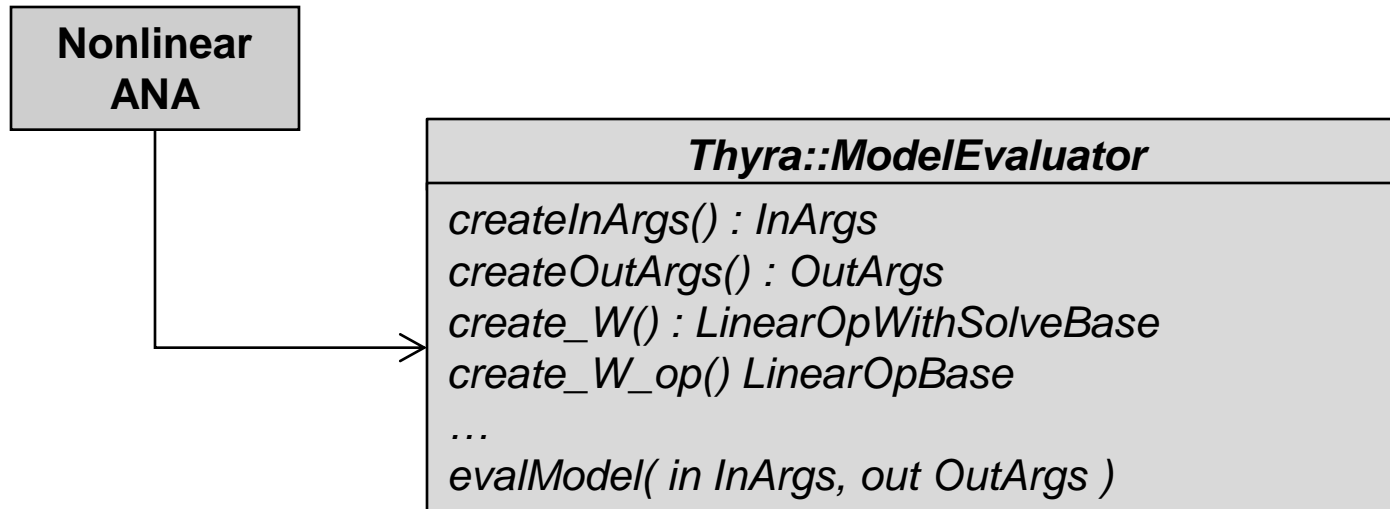 Nonlinear
ANA
Thyra::ModelEvaluator
createInArgs() : InArgs
createOutArgs() : OutArgs
create_W() : LinearOpWithSolveBase
create_W_op() LinearOpBase
…
evalModel( in InArgs, out OutArgs )